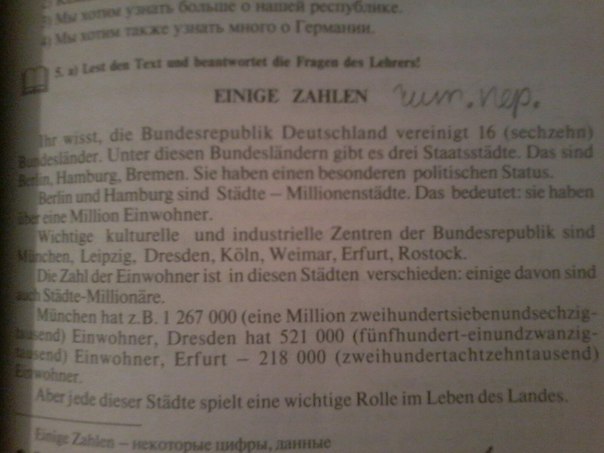 3) Мы хотим узнать больше о нашей республике.
4) Мы хотим также узнать много о Германии.
5. a) Lest den Text und beantwortet die Fragen des Lehrers!
EINIGE ZAHLEN чит. пер.
Ihr wisst, die Bundesrepublik Deutschland vereinigt 16 (sechzehn)
Bundesländer. Unter diesen Bundesländern gibt es drei Staatsstädte. Das sind
Berlin, Hamburg, Bremen. Sie haben einen besonderen politischen Status.
Berlin und Hamburg sind Städte – Millionenstädte. Das bedeutet: sie haben
über eine Million Einwohner.
Wichtige kulturelle und industrielle Zentren der Bundesrepublik sind
München, Leipzig, Dresden, Köln, Weimar, Erfurt, Rostock.
Die Zahl der Einwohner ist in diesen Städten verschieden: einige davon sind
auch Städte-Millionäre.
München hat z.B. 1 267 000 (eine Million zweihundertsiebenundsechzig-
tausend) Einwohner, Dresden hat 521 000 (fünfhundert-einundzwanzig-
tausend) Einwohner, Erfurt – 218 000 (zweihundertachtzehntausend)
Einwohner.
Aber jede dieser Städte spielt eine wichtige Rolle im Leben des Landes.
Einige Zahlen – некоторые цифры, данные